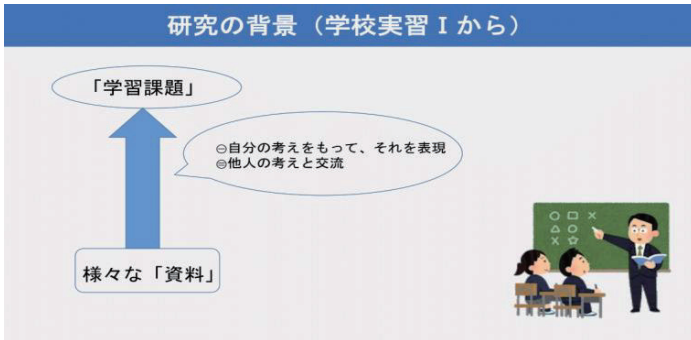 研究の背景（学校実習Ⅰから）
「学習課題」
㊀自分の考えをもって、それを表現
㊁他人の考えと交流
様々な「資料」